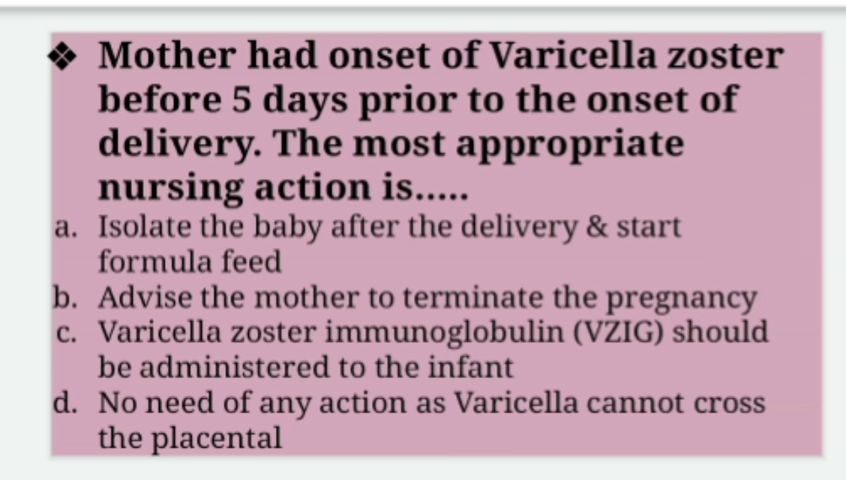 ❖ Mother had onset of Varicella zoster
before 5 days prior to the onset of
delivery. The most appropriate
nursing action is.....
a. Isolate the baby after the delivery & start
formula feed
b. Advise the mother to terminate the pregnancy
c. Varicella zoster immunoglobulin (VZIG) should
be administered to the infant
d. No need of any action as Varicella cannot cross
the placental